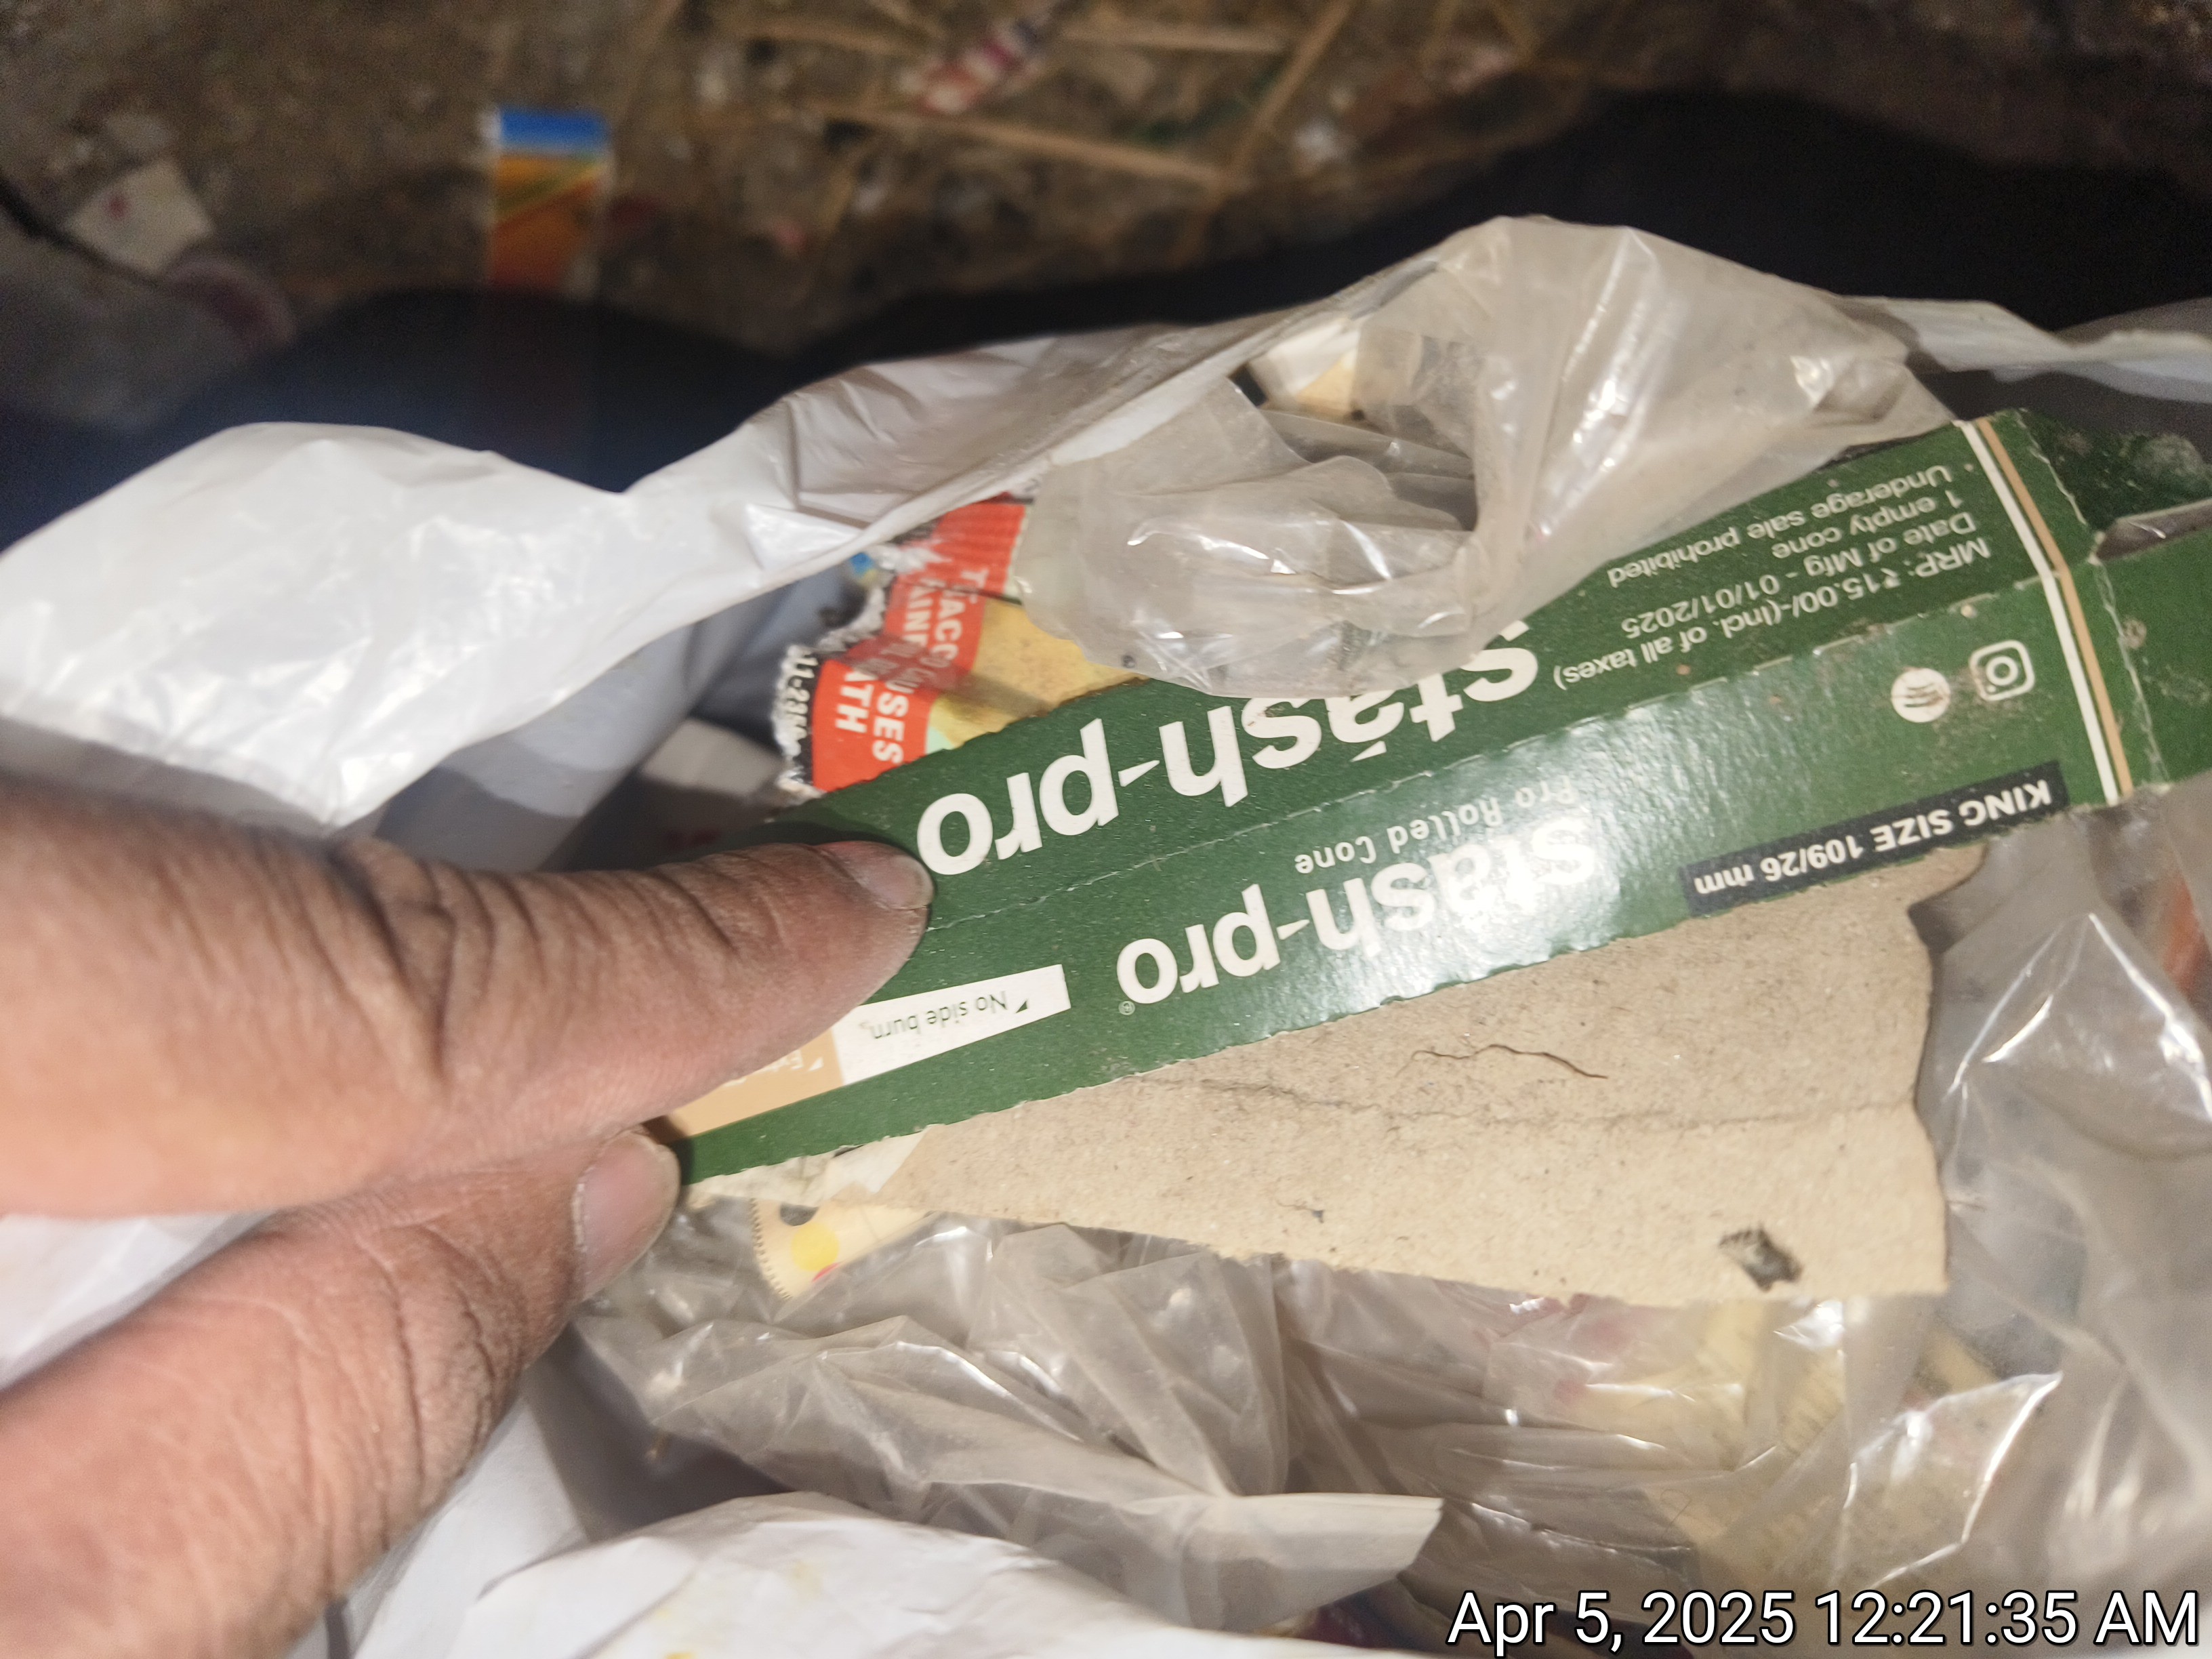 stash-pro
MRP: ₹15.00/-(Incl. of all taxes)
Date of Mfg - 01/01/2025
1 empty cone
Underage sale prohibited
KING SIZE 109/26 mm
stash-pro®
Pro Rolled Cone
No side burn
CAUSES
DEATH
Apr 5, 2025 12:21:35 AM